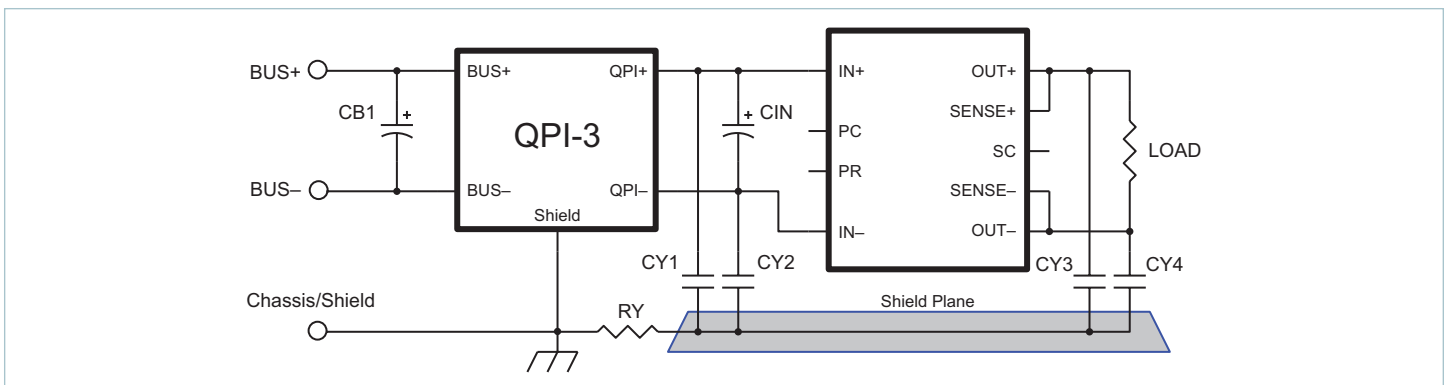 BUS+
BUS+
QPI+
IN+
OUT+
CB1
+
QPI-3
+
CIN
SENSE+
PC
SC
LOAD
PR
BUS–
BUS–
QPI–
SENSE–
Shield
IN–
OUT–
CY1
CY2
CY3
CY4
Chassis/Shield
RY
Shield Plane